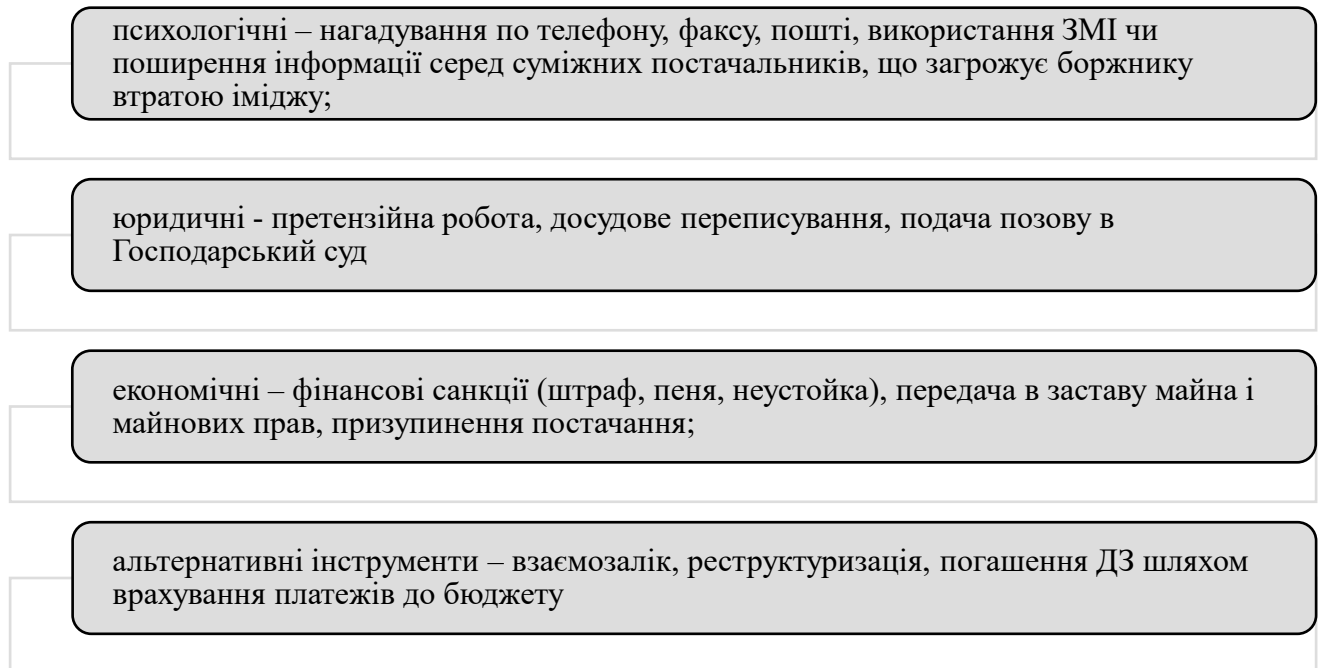 психологічні – нагадування по телефону, факсу, пошті, використання ЗМІ чи
поширення інформації серед суміжних постачальників, що загрожує боржнику
втратою іміджу;
юридичні - претензійна робота, досудове переписування, подача позову в
Господарський суд
економічні – фінансові санкції (штраф, пеня, неустойка), передача в заставу майна і
майнових прав, призупинення постачання;
альтернативні інструменти – взаємозалік, реструктуризація, погашення ДЗ шляхом
врахування платежів до бюджету